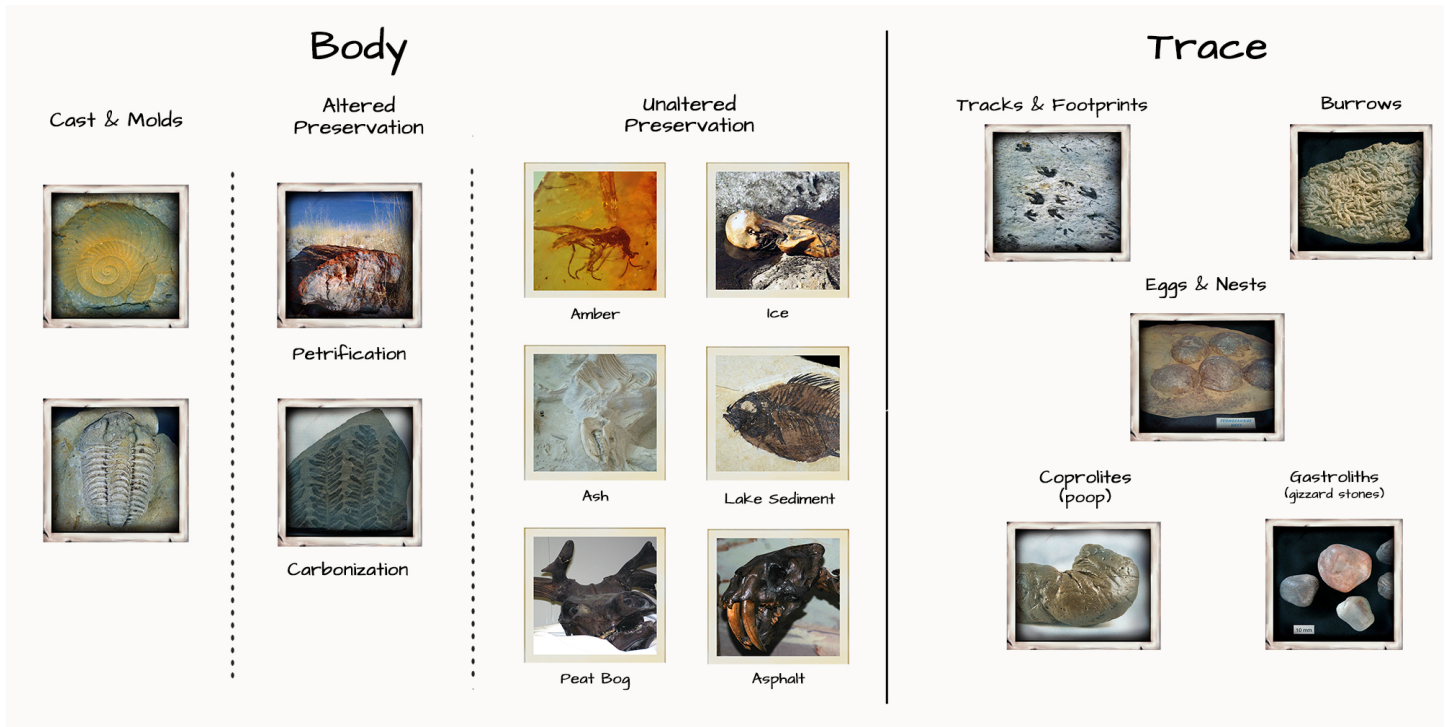 Body
Trace
Cast & Molds
Altered
Preservation
Unaltered
Preservation
Tracks & Footprints
Burrows
Petrification
Carbonization
Amber
Ice
Ash
Lake Sediment
Peat Bog
Asphalt
Eggs & Nests
Coprolites
(poop)
Gastroliths
(gizzard stones)
10 mm